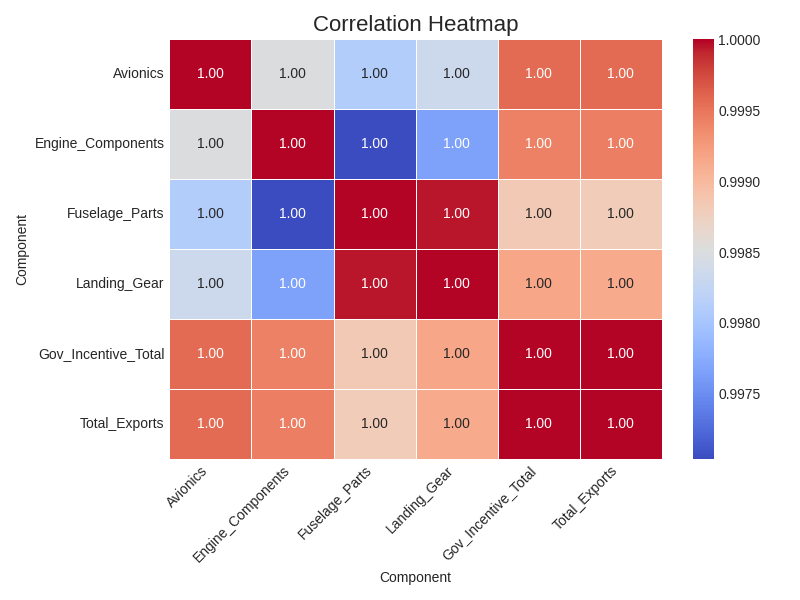 Correlation Heatmap
Avionics 1.00 1.00 1.00 1.00 1.00 1.00
Engine_Components 1.00 1.00 1.00 1.00 1.00 1.00
Fuselage_Parts 1.00 1.00 1.00 1.00 1.00 1.00
Landing_Gear 1.00 1.00 1.00 1.00 1.00 1.00
Gov_Incentive_Total 1.00 1.00 1.00 1.00 1.00 1.00
Total_Exports 1.00 1.00 1.00 1.00 1.00 1.00
Component
Avionics
Engine_Components
Fuselage_Parts
Landing_Gear
Gov_Incentive_Total
Total_Exports
Component
1.0000
0.9995
0.9990
0.9985
0.9980
0.9975